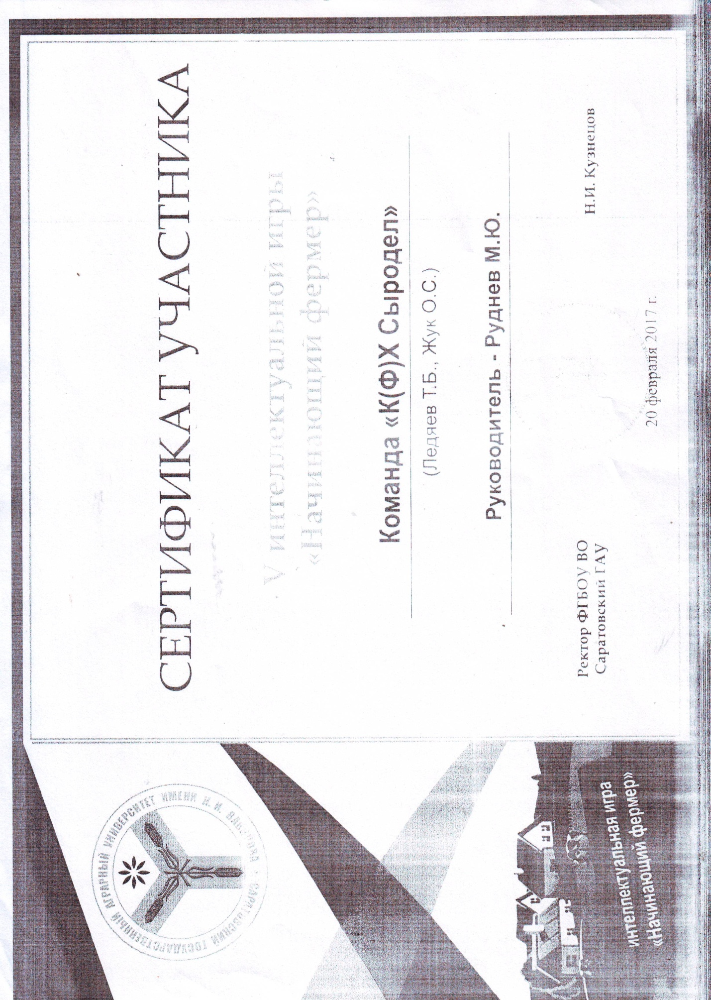 САРАТОВСКИЙ ГОСУДАРСТВЕННЫЙ АГРАРНЫЙ УНИВЕРСИТЕТ ИМЕНИ Н. И. ВАВИЛОВА
интеллектуальная игра
«Начинающий фермер»
СЕРТИФИКАТ УЧАСТНИКА
V интеллектуальной игры
«Начинающий фермер»
Команда «К(Ф)Х Сыродел»
(Ледяев Т.Б., Жук О.С.)
Руководитель - Руднев М.Ю.
Ректор ФГБОУ ВО
Саратовский ГАУ
Н.И. Кузнецов
20 февраля 2017 г.